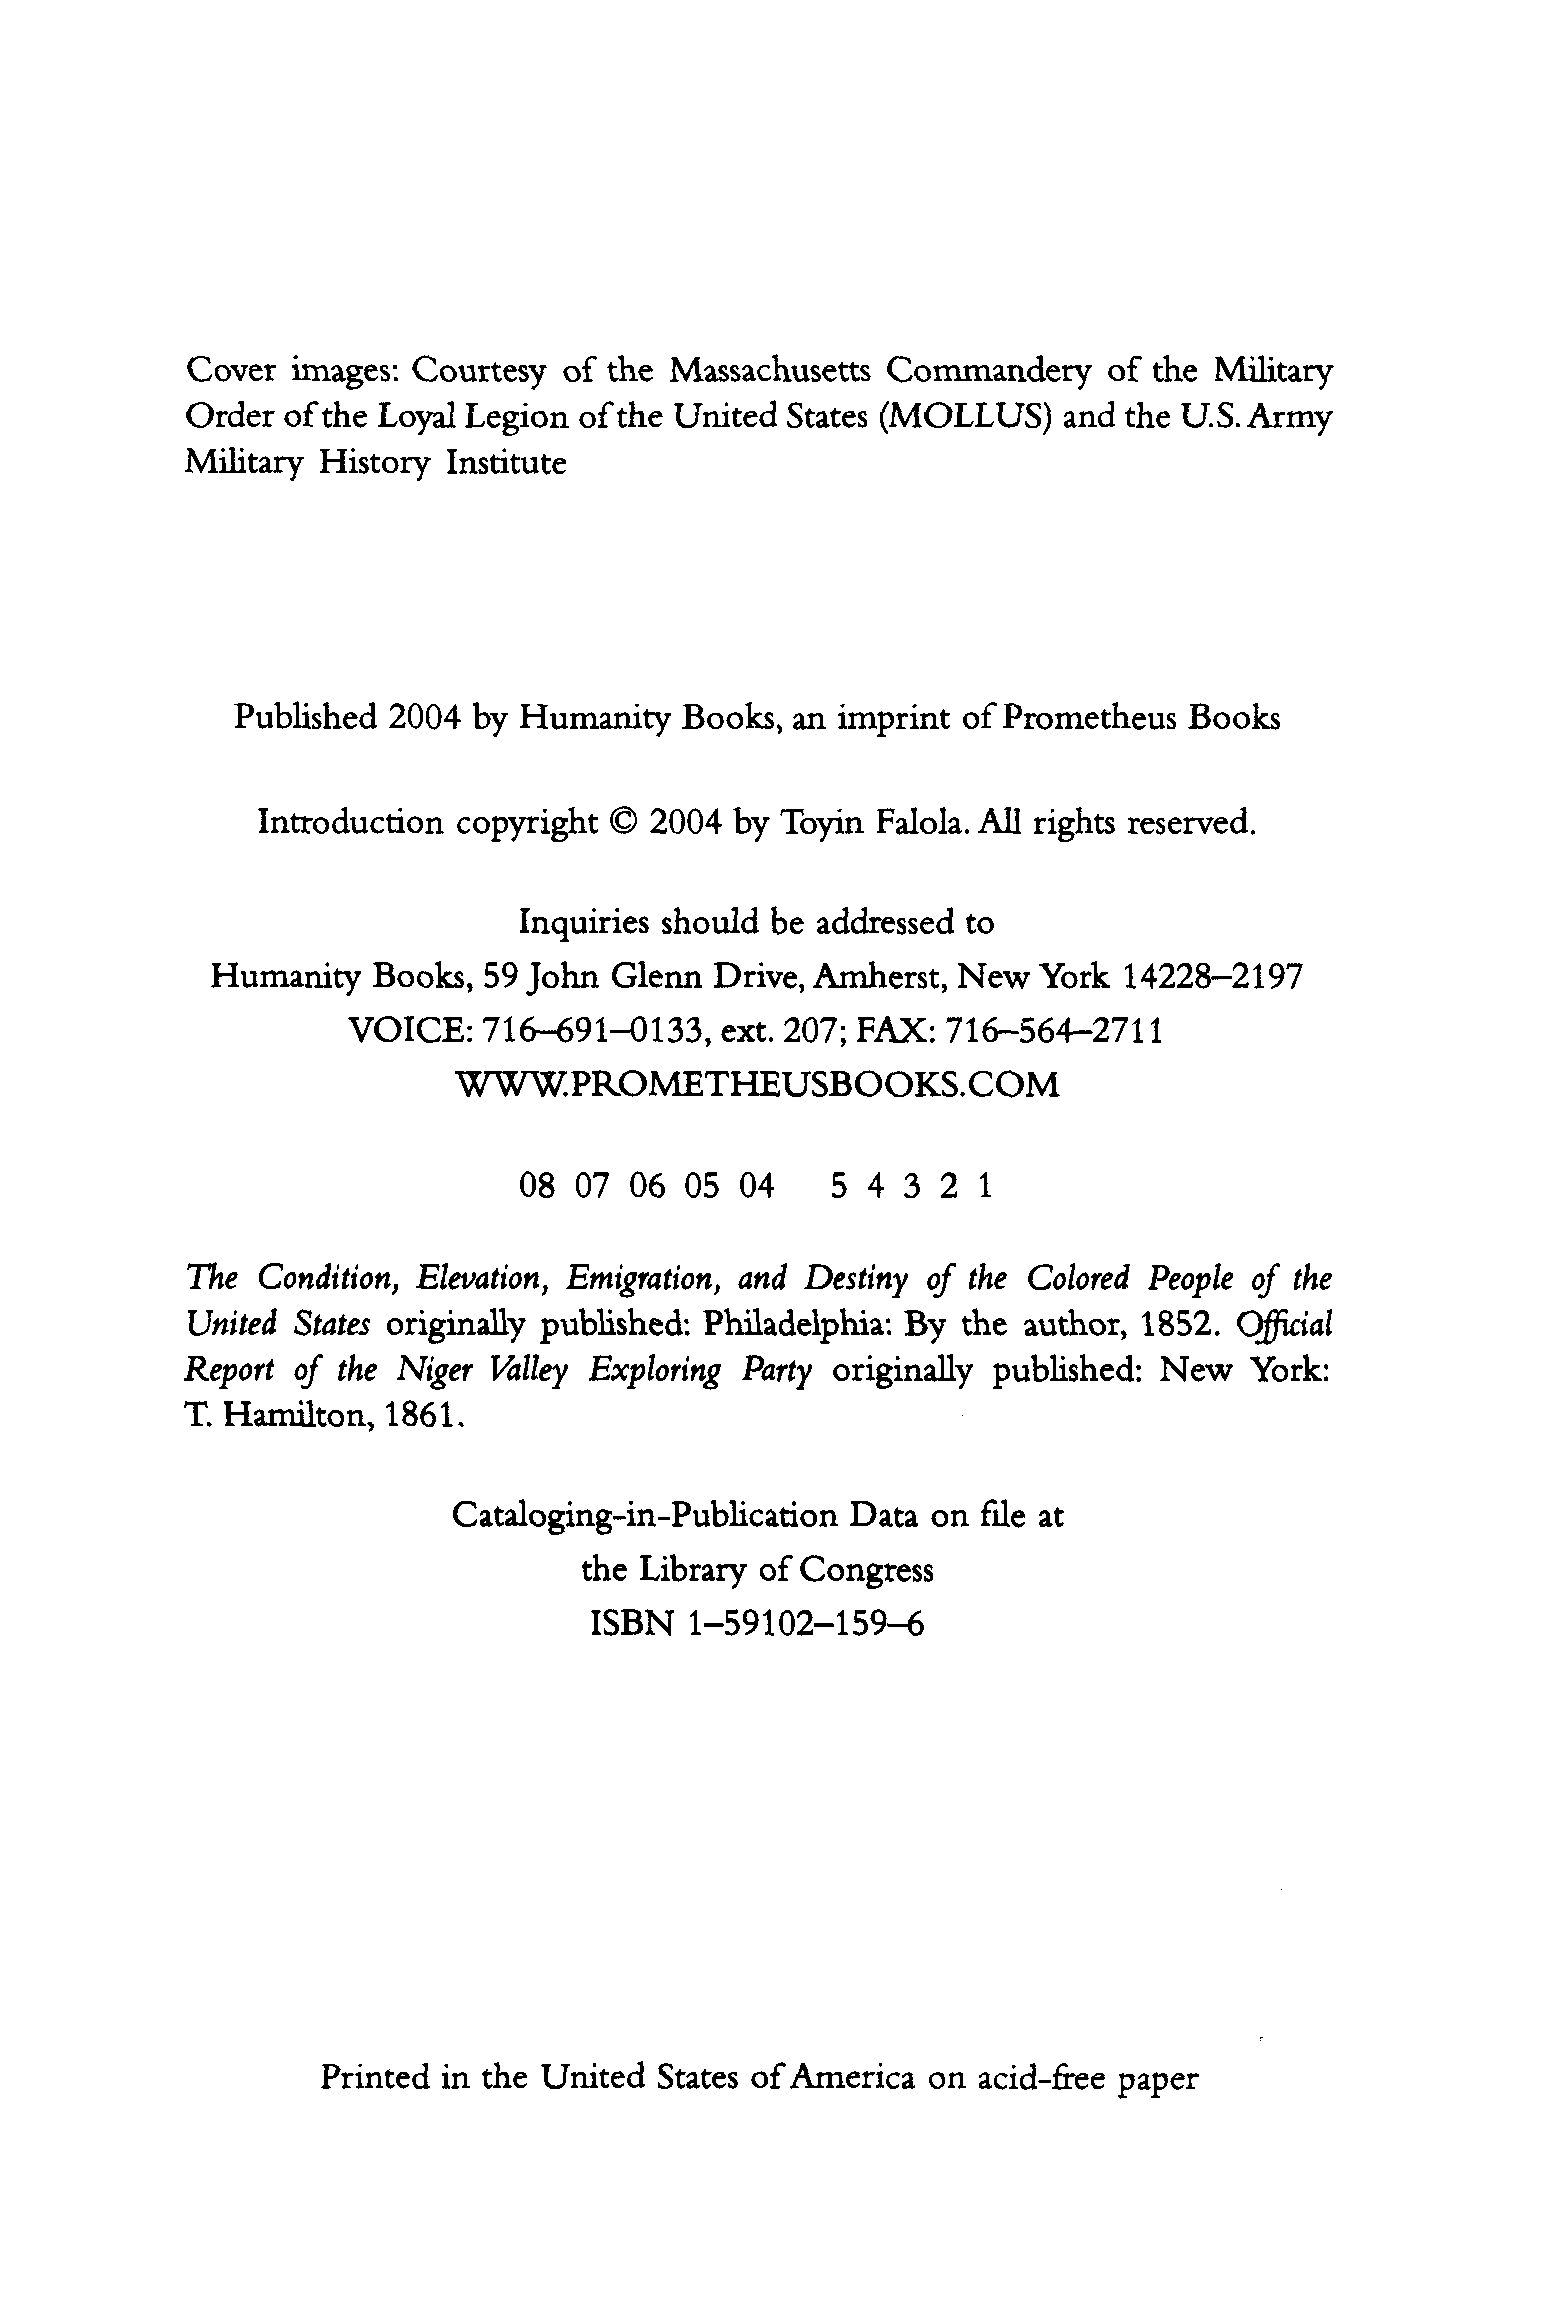 Cover images: Courtesy of the Massachusetts Commandery of the Military
Order of the Loyal Legion of the United States (MOLLUS) and the U.S. Army
Military History Institute
Published 2004 by Humanity Books, an imprint of Prometheus Books
Introduction copyright © 2004 by Toyin Falola. All rights reserved.
Inquiries should be addressed to
Humanity Books, 59 John Glenn Drive, Amherst, New York 14228–2197
VOICE: 716–691–0133, ext. 207; FAX: 716–564–2711
WWW.PROMETHEUSBOOKS.COM
08 07 06 05 04 5 4 3 2 1
The Condition, Elevation, Emigration, and Destiny of the Colored People of the
United States originally published: Philadelphia: By the author, 1852. Official
Report of the Niger Valley Exploring Party originally published: New York:
T. Hamilton, 1861.
Cataloging-in-Publication Data on file at
the Library of Congress
ISBN 1–59102–159–6
Printed in the United States of America on acid-free paper